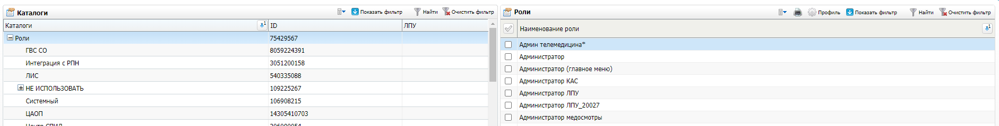 Каталоги
Показать фильтр
Найти
Очистить фильтр
Каталоги 1 ID ЛПУ
Роли 75429567
ГВС СО 8059224391
Интеграция с РПН 3051200158
ЛИС 540335088
НЕ ИСПОЛЬЗОВАТЬ 109225267
Системный 106908215
ЦАОП 14305410703
Роли
Профиль
Показать фильтр
Найти
Очистить фильтр
Наименование роли 1
Админ телемедицина*
Администратор
Администратор (главное меню)
Администратор КАС
Администратор ЛПУ
Администратор ЛПУ_20027
Администратор медосмотры